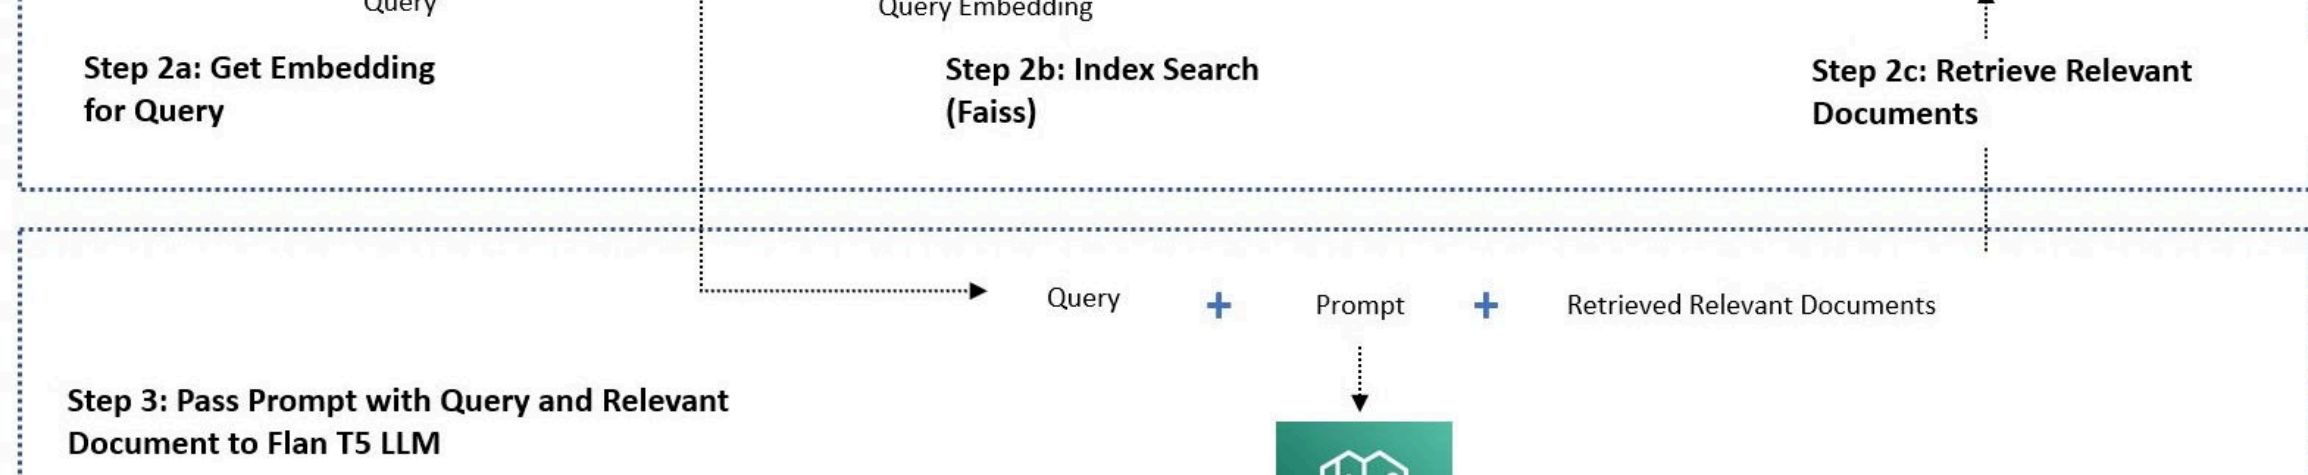 Query
Query Embedding
Step 2a: Get Embedding
for Query
Step 2b: Index Search
(Faiss)
Step 2c: Retrieve Relevant
Documents
Query + Prompt + Retrieved Relevant Documents
Step 3: Pass Prompt with Query and Relevant
Document to Flan T5 LLM